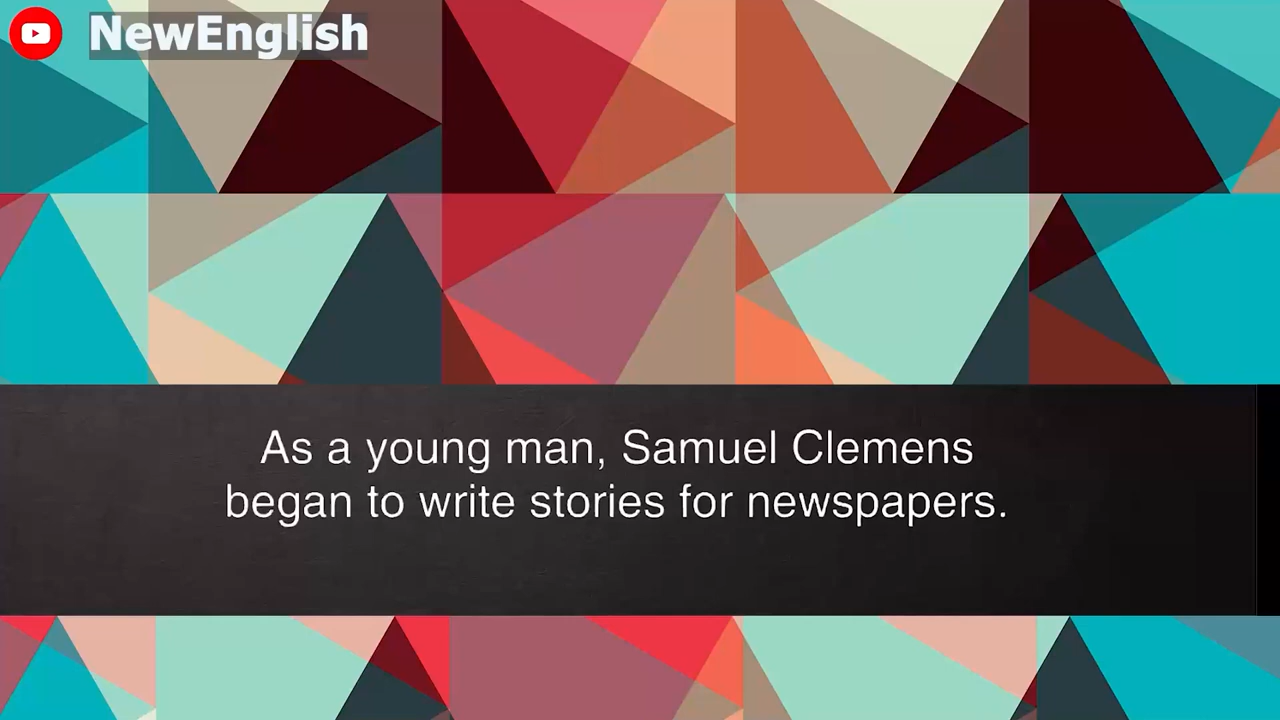 NewEnglish
As a young man, Samuel Clemens
began to write stories for newspapers.